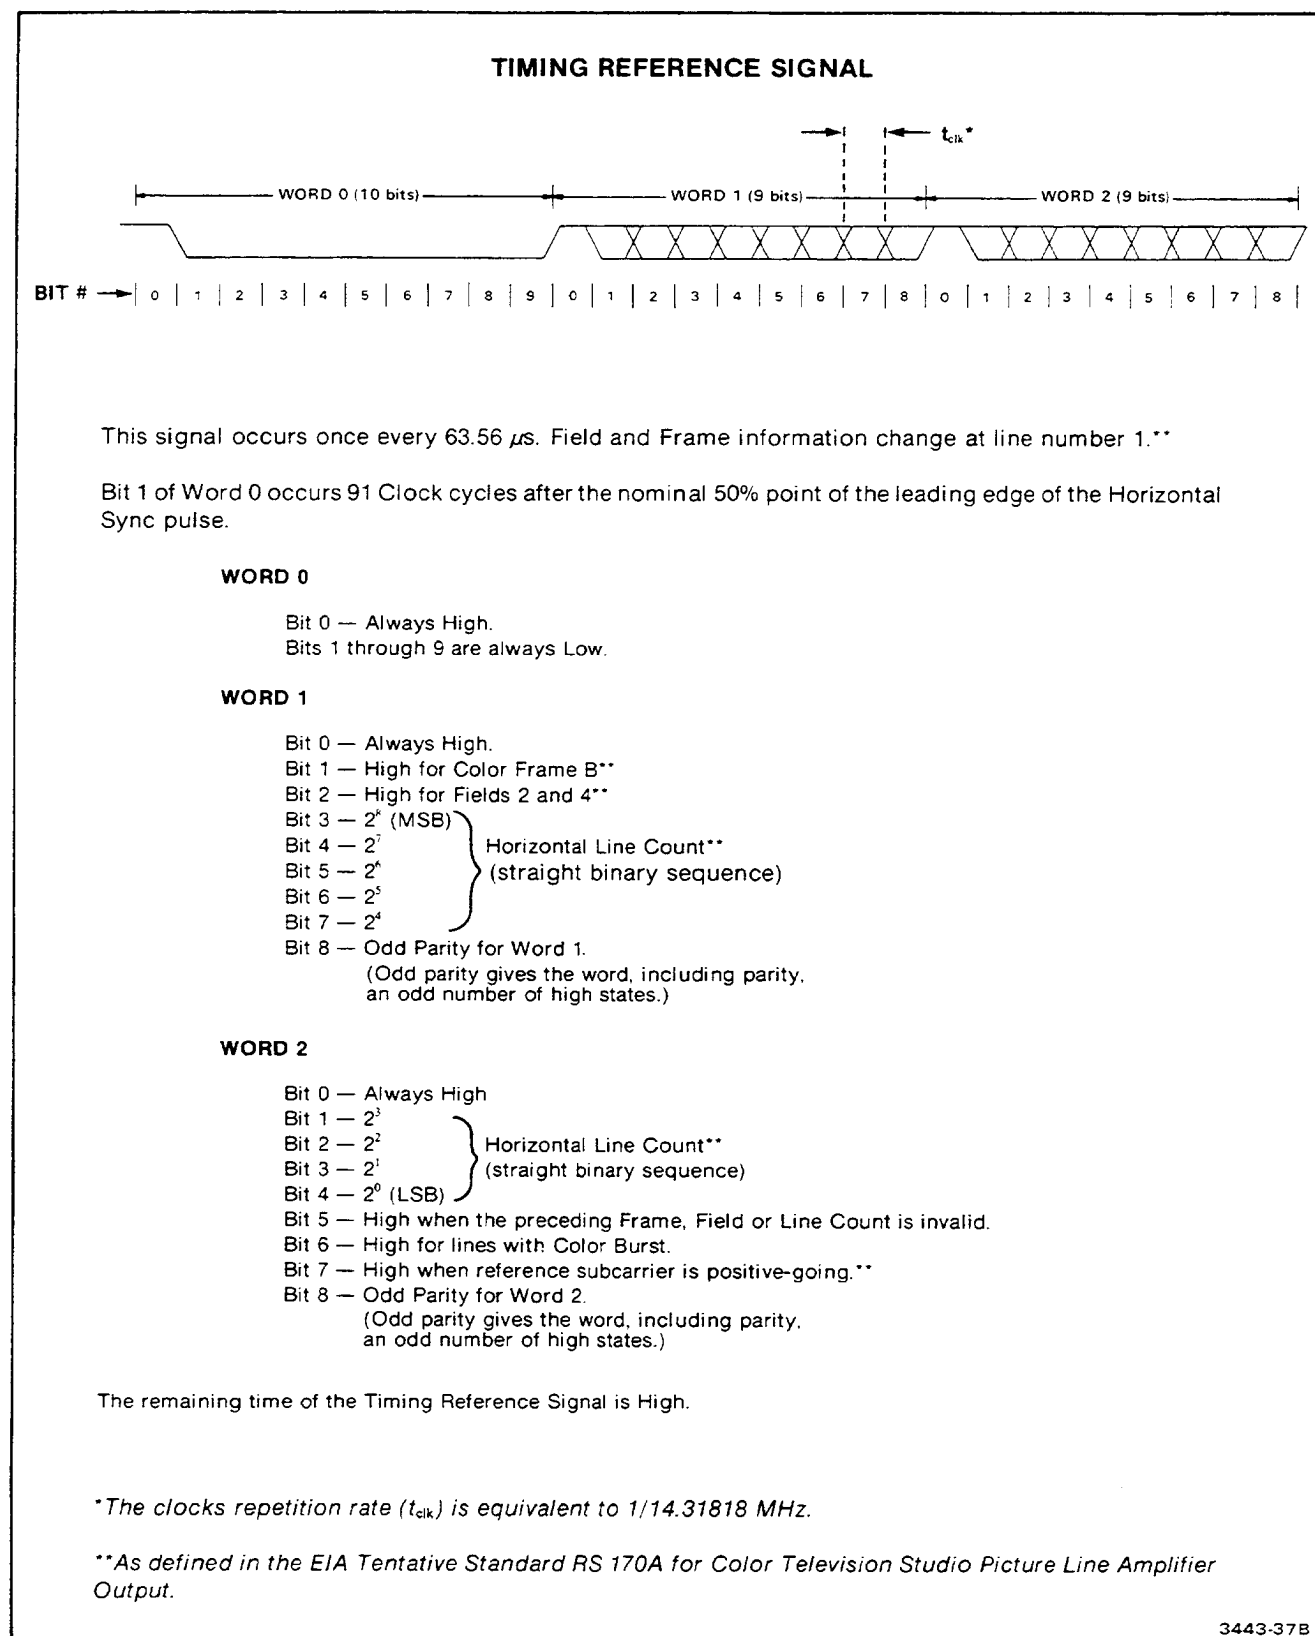 TIMING REFERENCE SIGNAL
t_clk*
WORD 0 (10 bits) WORD 1 (9 bits) WORD 2 (9 bits)
BIT # 0 1 2 3 4 5 6 7 8 9 0 1 2 3 4 5 6 7 8 0 1 2 3 4 5 6 7 8
This signal occurs once every 63.56 µs. Field and Frame information change at line number 1.**
Bit 1 of Word 0 occurs 91 Clock cycles after the nominal 50% point of the leading edge of the Horizontal
Sync pulse.
WORD 0
Bit 0 — Always High.
Bits 1 through 9 are always Low.
WORD 1
Bit 0 — Always High.
Bit 1 — High for Color Frame B**
Bit 2 — High for Fields 2 and 4**
Bit 3 — 2⁸ (MSB)
Bit 4 — 2⁷
Bit 5 — 2⁶
Bit 6 — 2⁵
Bit 7 — 2⁴
Horizontal Line Count**
(straight binary sequence)
Bit 8 — Odd Parity for Word 1.
(Odd parity gives the word, including parity,
an odd number of high states.)
WORD 2
Bit 0 — Always High
Bit 1 — 2³
Bit 2 — 2²
Bit 3 — 2¹
Bit 4 — 2⁰ (LSB)
Horizontal Line Count**
(straight binary sequence)
Bit 5 — High when the preceding Frame, Field or Line Count is invalid.
Bit 6 — High for lines with Color Burst.
Bit 7 — High when reference subcarrier is positive-going.**
Bit 8 — Odd Parity for Word 2.
(Odd parity gives the word, including parity,
an odd number of high states.)
The remaining time of the Timing Reference Signal is High.
*The clocks repetition rate (t_clk) is equivalent to 1/14.31818 MHz.
**As defined in the EIA Tentative Standard RS 170A for Color Television Studio Picture Line Amplifier
Output.
3443-37B